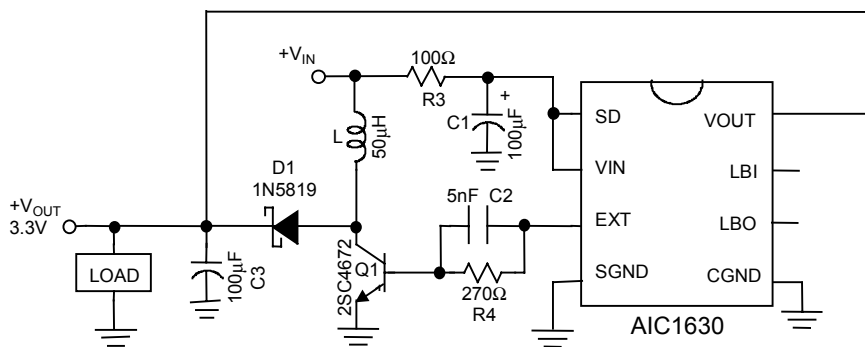 +VIN
100Ω
R3
+
C1
100µF
L
50µH
D1
1N5819
+VOUT
3.3V
LOAD
100µF
C3
2SC4672
Q1
5nF
C2
270Ω
R4
SD
VOUT
VIN
LBI
EXT
LBO
SGND
CGND
AIC1630